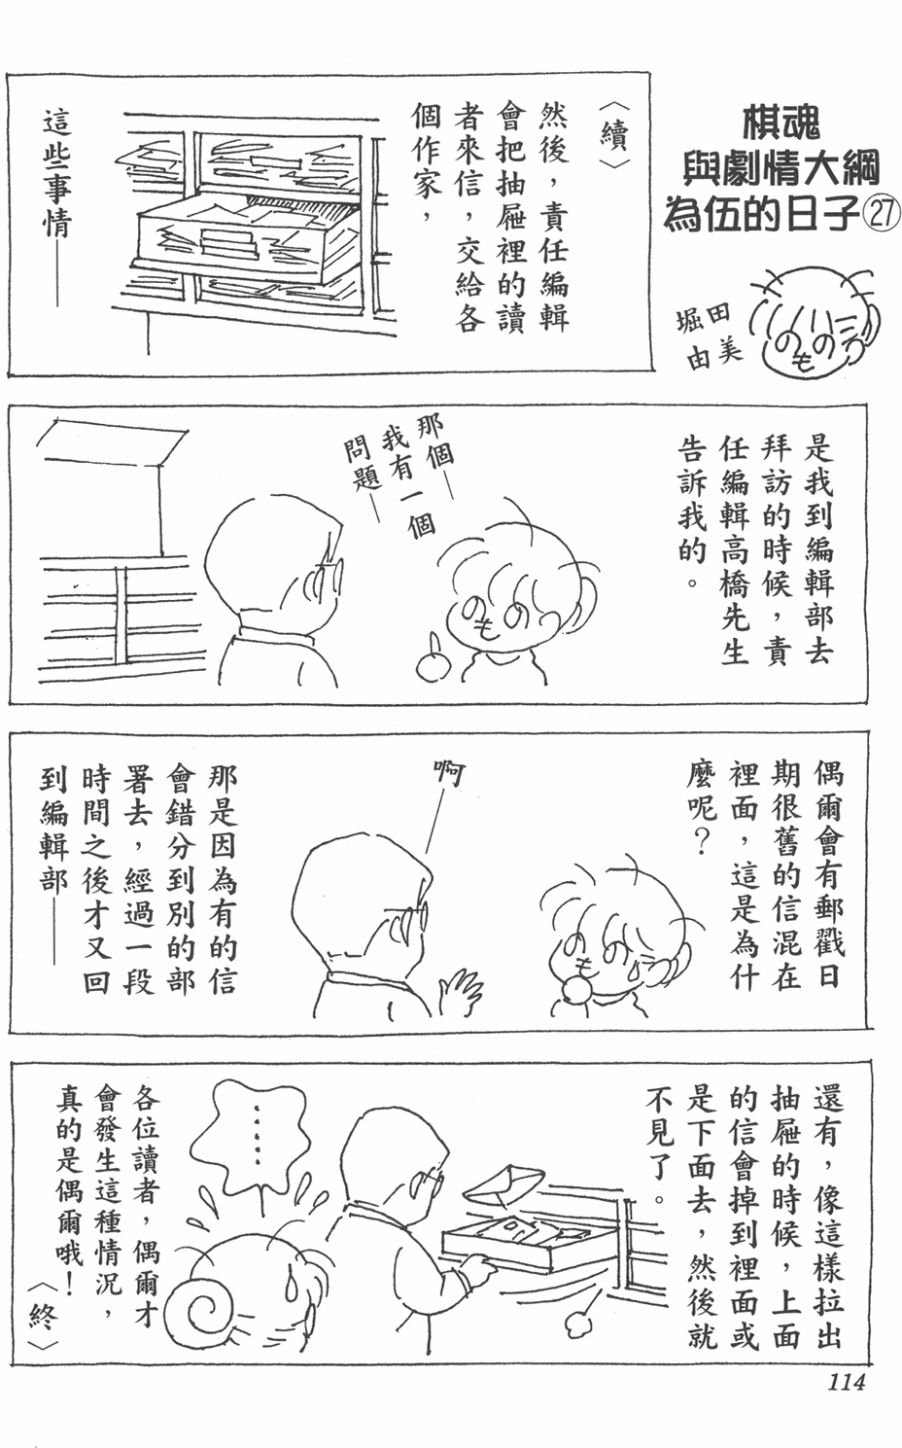 棋魂
與劇情大綱
為伍的日子㉗
堀田
由美
〈續〉
然後，責任編輯
會把抽屜裡的讀
者來信，交給各
個作家，
這些事情——
是我到編輯部去
拜訪的時候，責
任編輯高橋先生
告訴我的。
那個—
我有一個
問題—
偶爾會有郵戳日
期很舊的信混在
裡面，這是為什
麼呢？
啊
那是因為有的信
會錯分到別的部
署去，經過一段
時間之後才又回
到編輯部——
還有，像這樣拉出
抽屜的時候，上面
的信會掉到裡面或
是下面去，然後就
不見了。
……
各位讀者，偶爾才
會發生這種情況，
真的是偶爾哦！
〈終〉
114